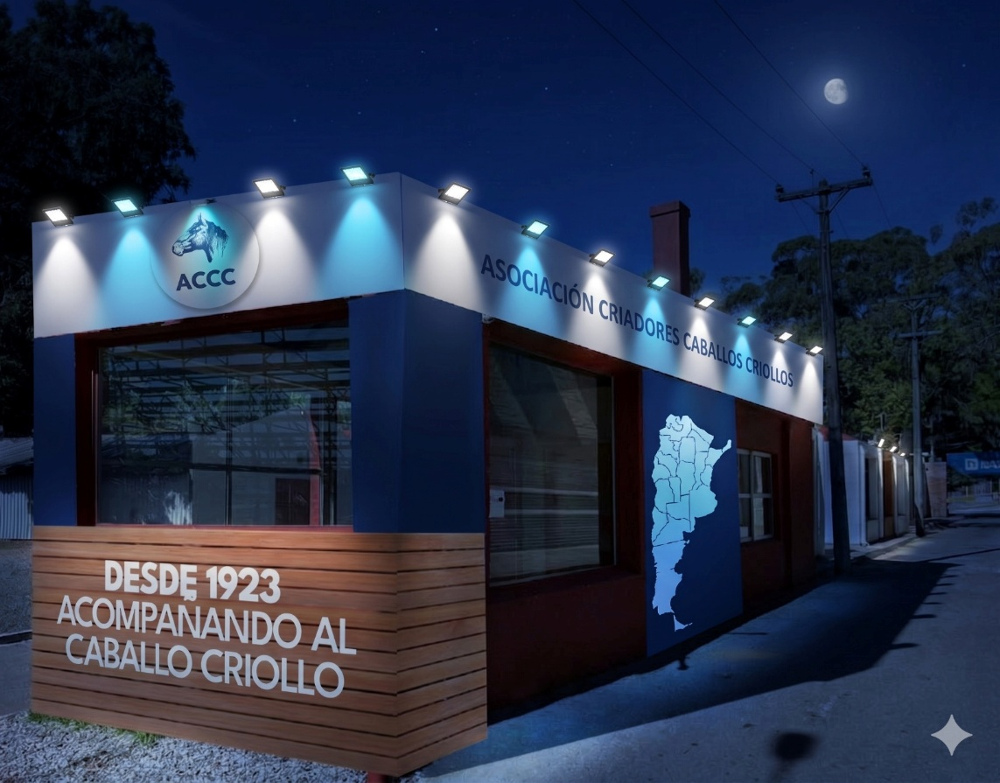 ACCC
ASOCIACIÓN CRIADORES CABALLOS CRIOLLOS
DESDE 1923
ACOMPAÑANDO AL
CABALLO CRIOLLO